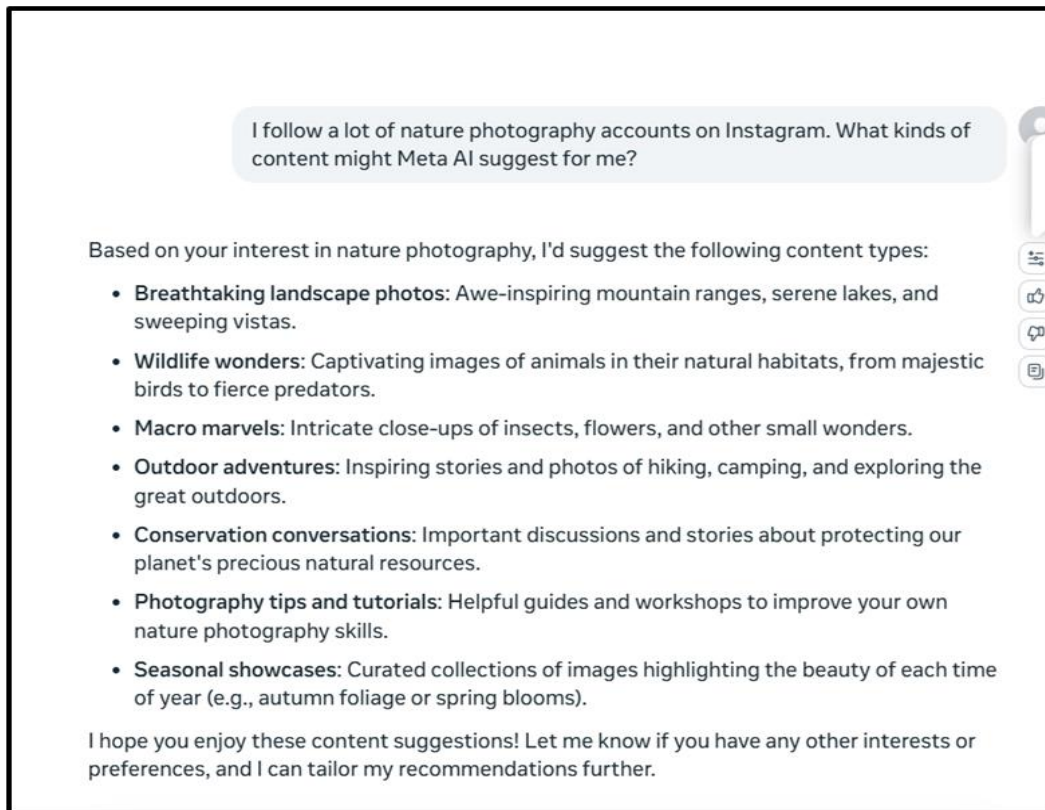 I follow a lot of nature photography accounts on Instagram. What kinds of
content might Meta AI suggest for me?
Based on your interest in nature photography, I'd suggest the following content types:
• Breathtaking landscape photos: Awe-inspiring mountain ranges, serene lakes, and
sweeping vistas.
• Wildlife wonders: Captivating images of animals in their natural habitats, from majestic
birds to fierce predators.
• Macro marvels: Intricate close-ups of insects, flowers, and other small wonders.
• Outdoor adventures: Inspiring stories and photos of hiking, camping, and exploring the
great outdoors.
• Conservation conversations: Important discussions and stories about protecting our
planet's precious natural resources.
• Photography tips and tutorials: Helpful guides and workshops to improve your own
nature photography skills.
• Seasonal showcases: Curated collections of images highlighting the beauty of each time
of year (e.g., autumn foliage or spring blooms).
I hope you enjoy these content suggestions! Let me know if you have any other interests or
preferences, and I can tailor my recommendations further.